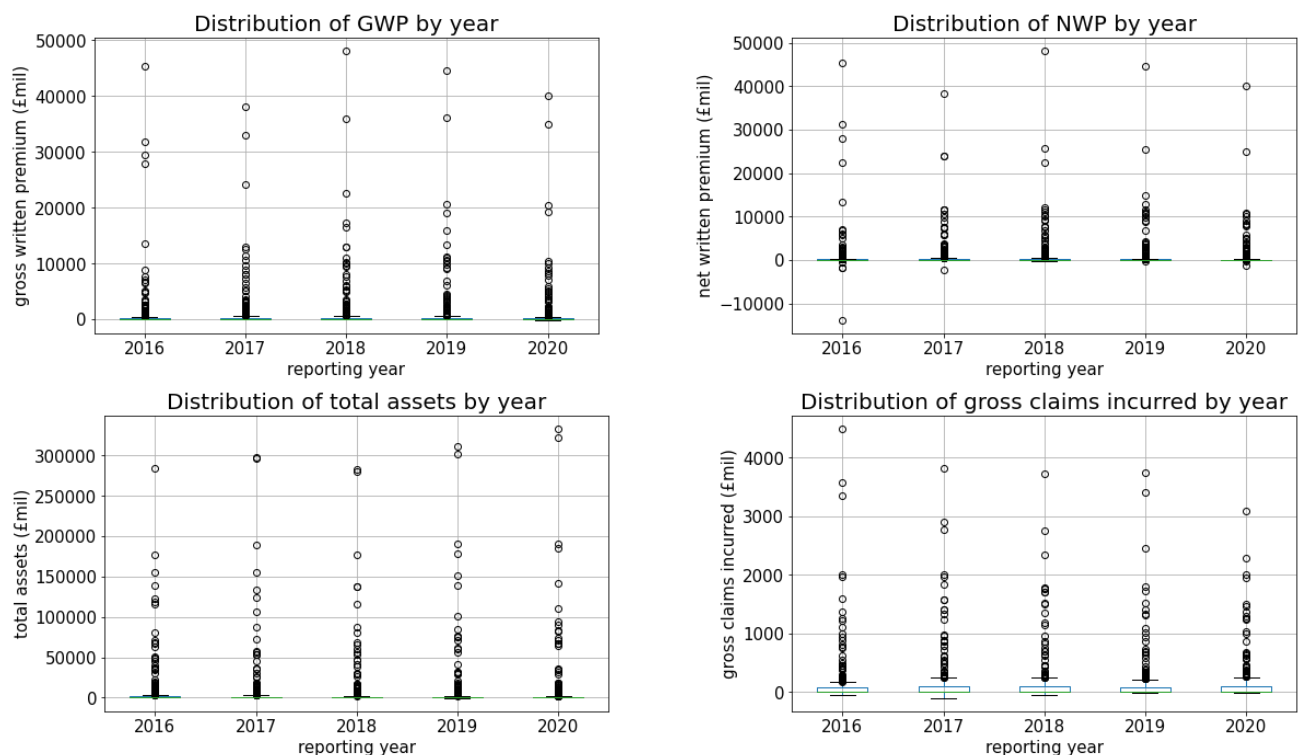 Distribution of GWP by year
gross written premium (£mil)
50000
40000
30000
20000
10000
0
2016 2017 2018 2019 2020
reporting year
Distribution of NWP by year
net written premium (£mil)
50000
40000
30000
20000
10000
0
−10000
2016 2017 2018 2019 2020
reporting year
Distribution of total assets by year
total assets (£mil)
300000
250000
200000
150000
100000
50000
0
2016 2017 2018 2019 2020
reporting year
Distribution of gross claims incurred by year
gross claims incurred (£mil)
4000
3000
2000
1000
0
2016 2017 2018 2019 2020
reporting year